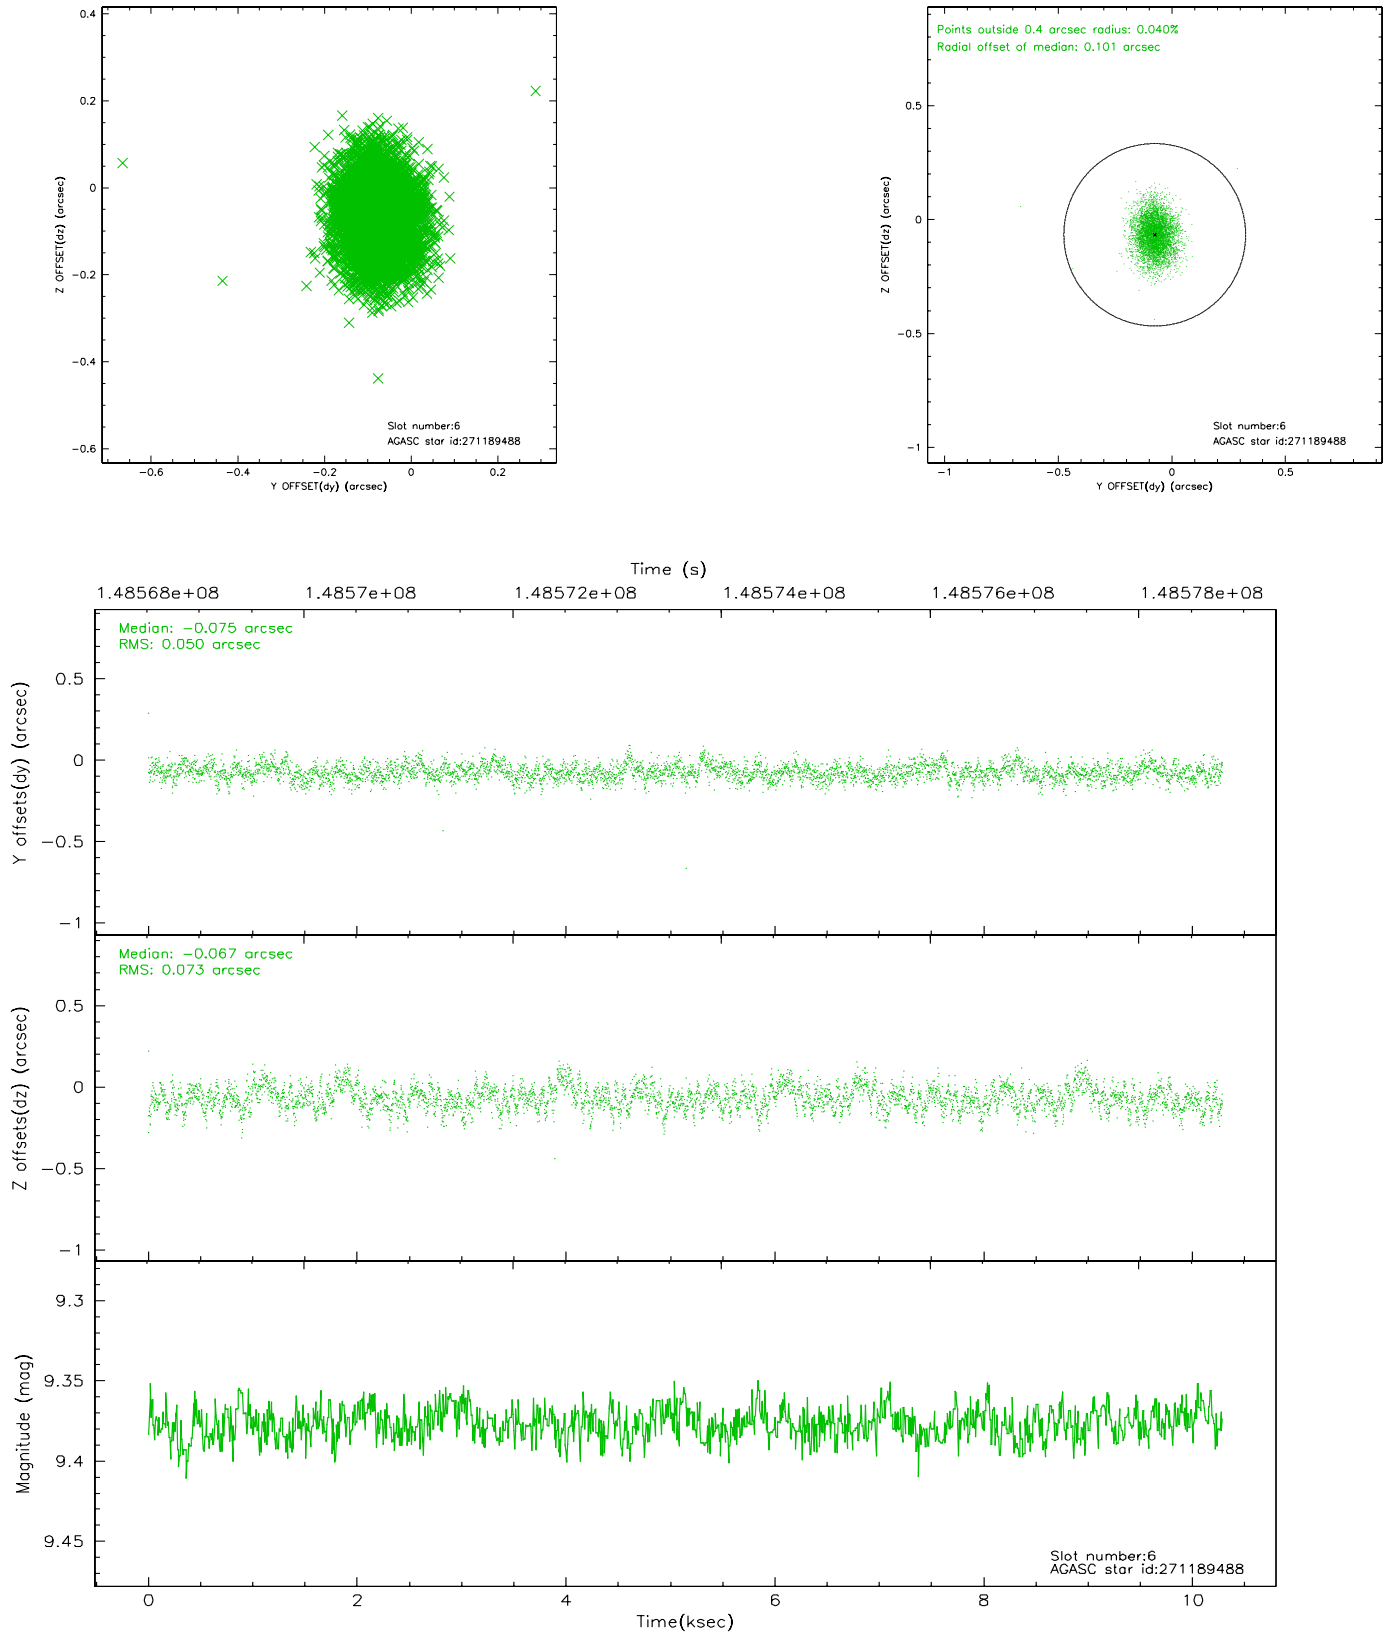 0.4
0.2
0
−0.2
−0.4
−0.6
Z OFFSET(dz) (arcsec)
−0.6
−0.4
−0.2
0
0.2
Y OFFSET(dy) (arcsec)
Slot number:6
AGASC star id:271189488
Points outside 0.4 arcsec radius: 0.040%
Radial offset of median: 0.101 arcsec
0.5
0
−0.5
−1
Z OFFSET(dz) (arcsec)
−1
−0.5
0
0.5
Y OFFSET(dy) (arcsec)
Slot number:6
AGASC star id:271189488
Time (s)
1.48568e+08
1.4857e+08
1.48572e+08
1.48574e+08
1.48576e+08
1.48578e+08
Median: −0.075 arcsec
RMS: 0.050 arcsec
0.5
0
−0.5
−1
Y offsets(dy) (arcsec)
Median: −0.067 arcsec
RMS: 0.073 arcsec
0.5
0
−0.5
−1
Z offsets(dz) (arcsec)
9.3
9.35
9.4
9.45
Magnitude (mag)
Slot number:6
AGASC star id:271189488
0
2
4
6
8
10
Time(ksec)